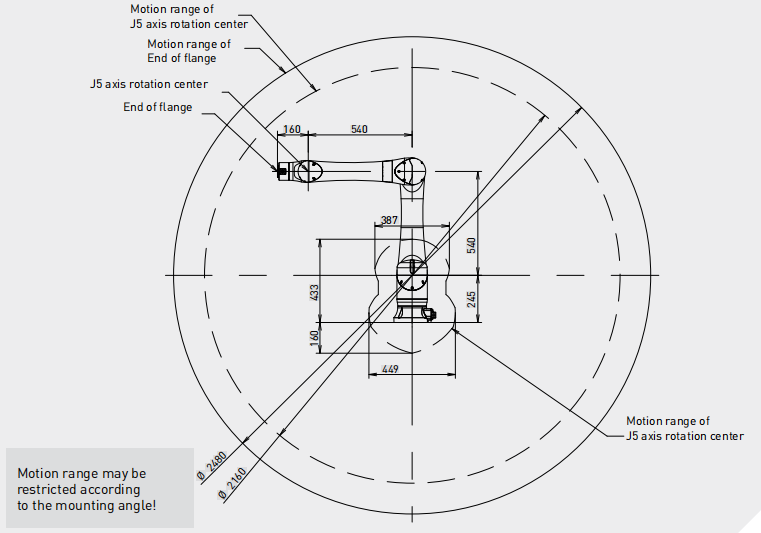 Motion range of
J5 axis rotation center
Motion range of
End of flange
J5 axis rotation center
End of flange
160
540
387
540
433
245
160
449
Motion range of
J5 axis rotation center
Ø 2480
Ø 2160
Motion range may be
restricted according
to the mounting angle!